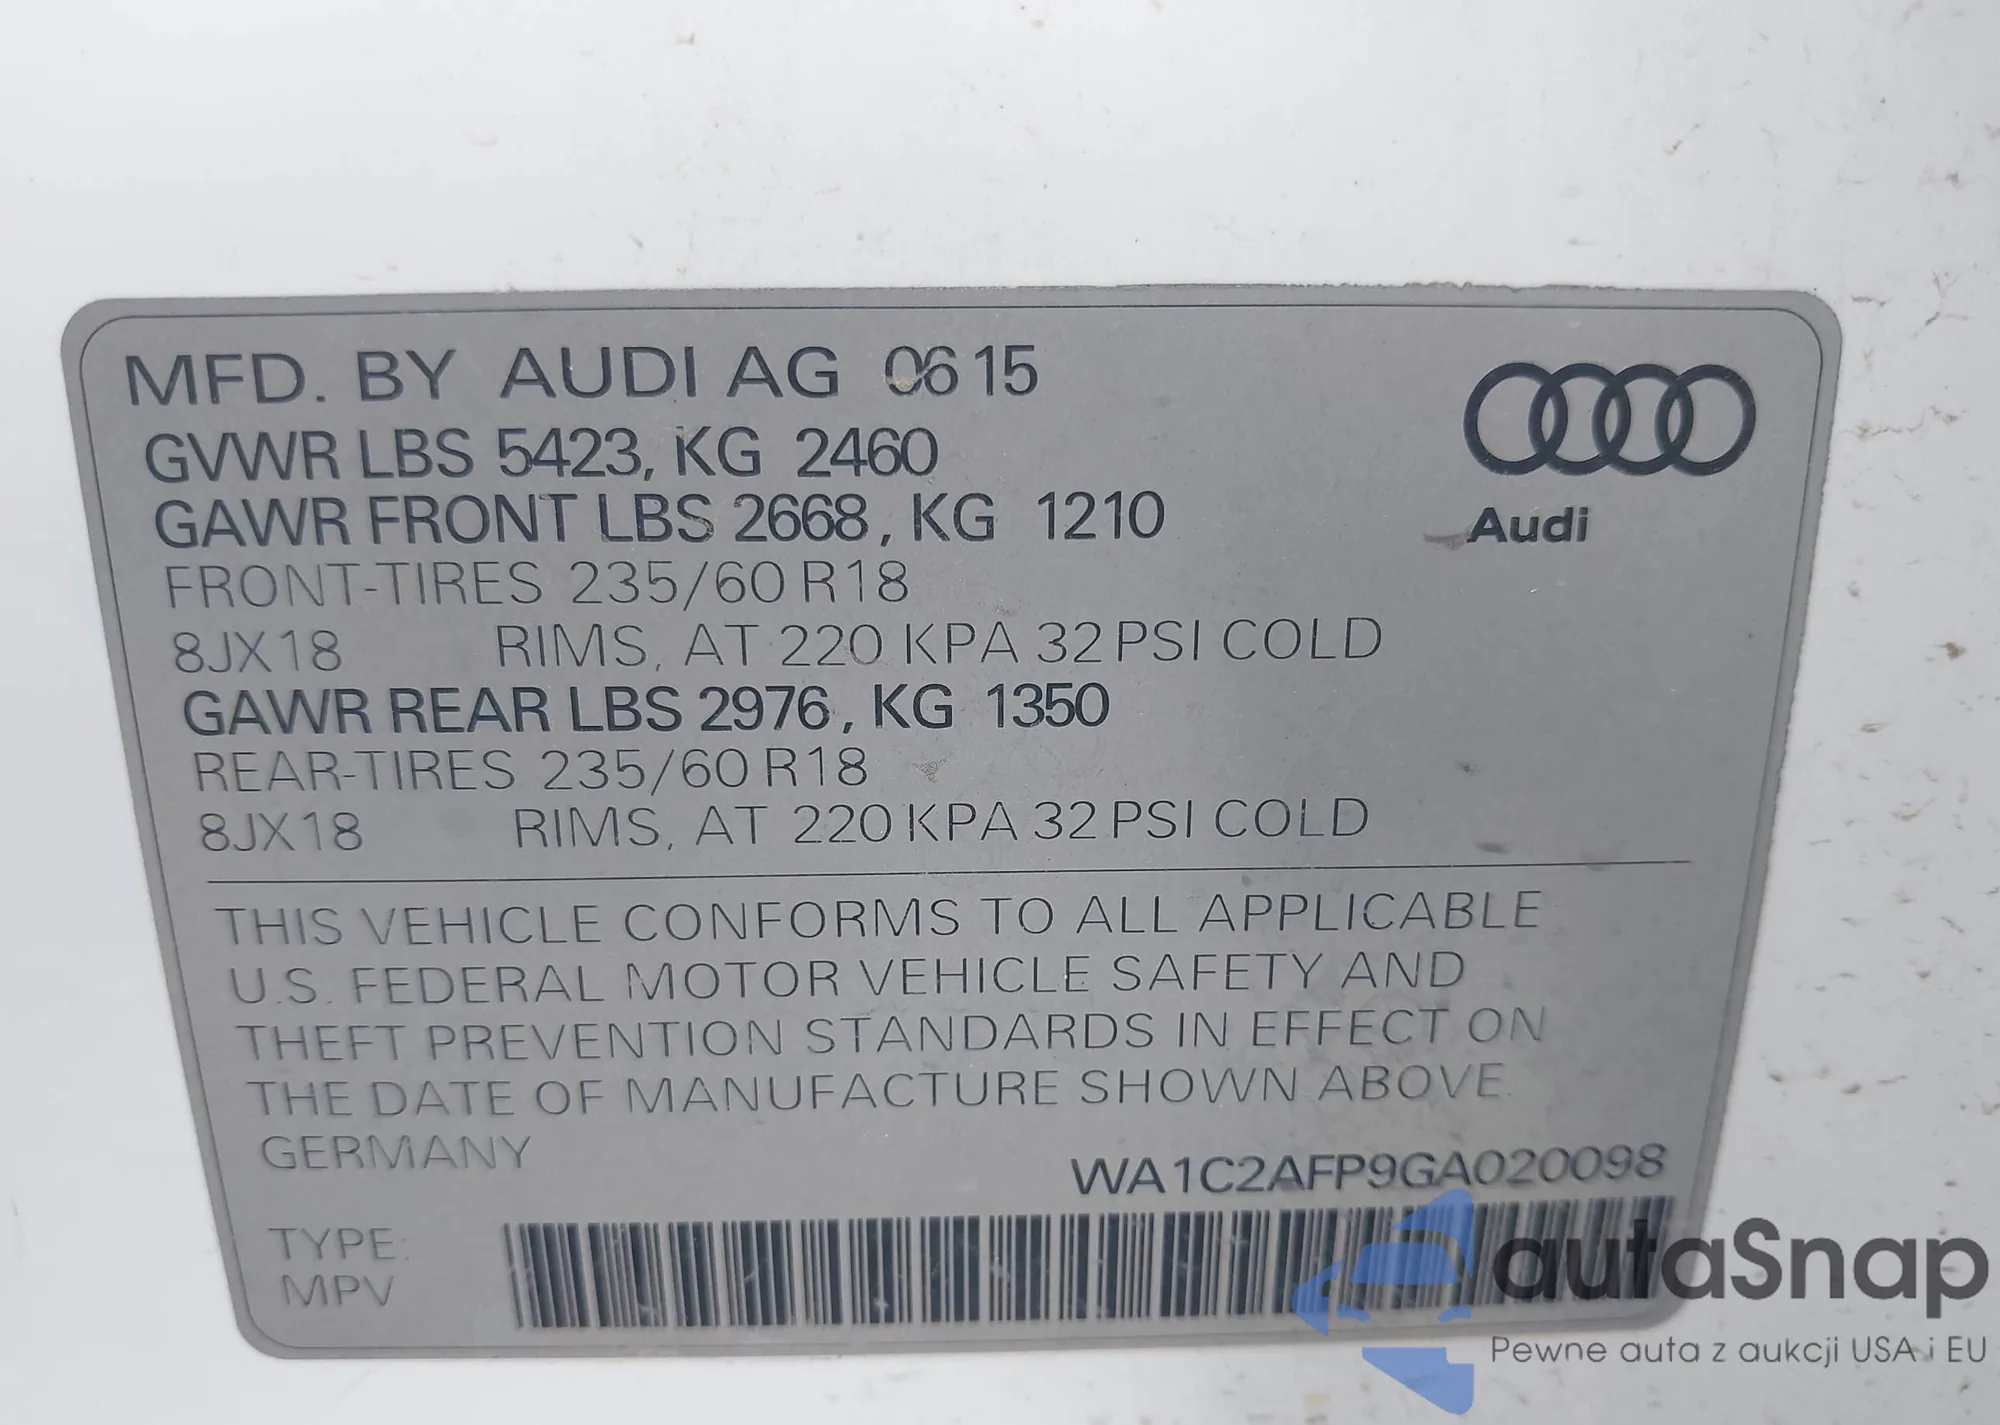 MFD. BY AUDI AG 06 15
GVWR LBS 5423, KG 2460
GAWR FRONT LBS 2668, KG 1210
FRONT-TIRES 235/60 R18
8JX18 RIMS, AT 220 KPA 32 PSI COLD
GAWR REAR LBS 2976, KG 1350
REAR-TIRES 235/60 R18
8JX18 RIMS, AT 220 KPA 32 PSI COLD
Audi
THIS VEHICLE CONFORMS TO ALL APPLICABLE
U.S. FEDERAL MOTOR VEHICLE SAFETY AND
THEFT PREVENTION STANDARDS IN EFFECT ON
THE DATE OF MANUFACTURE SHOWN ABOVE.
GERMANY
WA1C2AFP9GA020098
TYPE:
MPV
autaSnap
Pewne auta z aukcji USA i EU